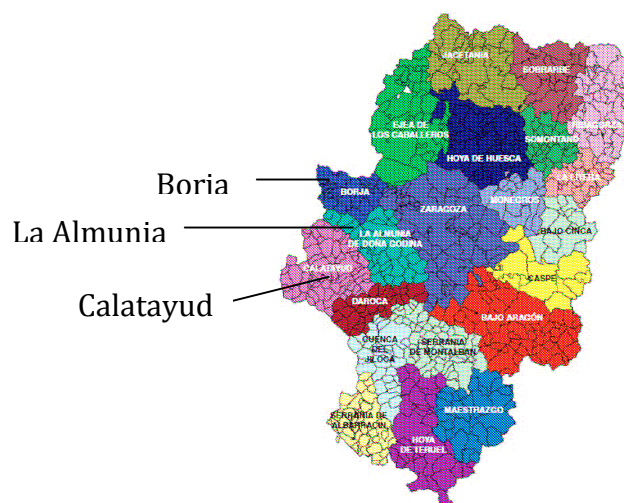 JACETANIA
SOBRARBE
EJEA DE
LOS CABALLEROS
SOMONTANO
HOYA DE HUESCA
Borja
BORJA
MONEGROS
ZARAGOZA
La Almunia
LA ALMUNIA
DE DOÑA GODINA
BAJO CINCA
CALATAYUD
CASPE
Calatayud
DAROCA
BAJO ARAGÓN
CUENCA
DEL
JILOCA
SERRANIA
DE MONTALBAN
MAESTRAZGO
SERRANIA DE
ALBARRACIN
HOYA
DE TERUEL